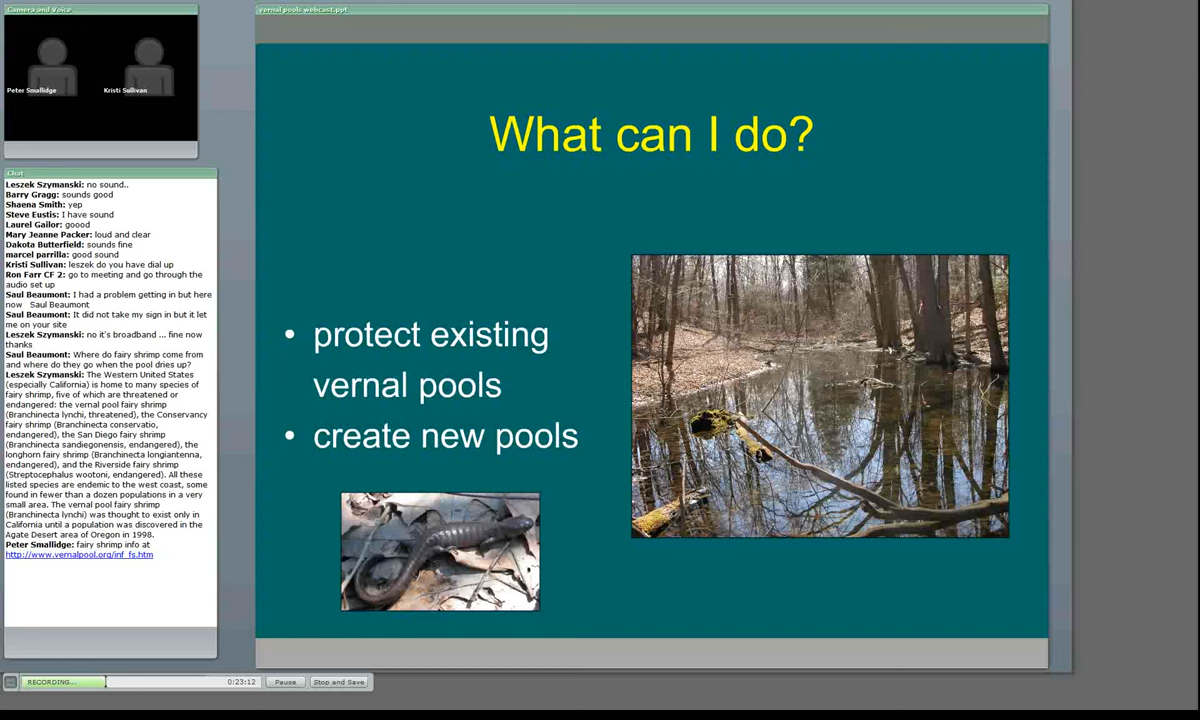 Camera and Voice
Peter Smallidge
Kristi Sullivan
Chat
Leszek Szymanski: no sound..
Barry Gragg: sounds good
Shaena Smith: yep
Steve Eustis: I have sound
Laurel Gailor: goood
Mary Jeanne Packer: loud and clear
Dakota Butterfield: sounds fine
marcel parrilla: good sound
Kristi Sullivan: leszek do you have dial up
Ron Farr CF 2: go to meeting and go through the
audio set up
Saul Beaumont: I had a problem getting in but here
now Saul Beaumont
Saul Beaumont: It did not take my sign in but it let
me on your site
Leszek Szymanski: no it's broadband ... fine now
thanks
Saul Beaumont: Where do fairy shrimp come from
and where do they go when the pool dries up?
Leszek Szymanski: The Western United States
(especially California) is home to many species of
fairy shrimp, five of which are threatened or
endangered: the vernal pool fairy shrimp
(Branchinecta lynchi, threatened), the Conservancy
fairy shrimp (Branchinecta conservatio,
endangered), the San Diego fairy shrimp
(Branchinecta sandiegonensis, endangered), the
longhorn fairy shrimp (Branchinecta longiantenna,
endangered), and the Riverside fairy shrimp
(Streptocephalus wootoni, endangered). All these
listed species are endemic to the west coast, some
found in fewer than a dozen populations in a very
small area. The vernal pool fairy shrimp
(Branchinecta lynchi) was thought to exist only in
California until a population was discovered in the
Agate Desert area of Oregon in 1998.
Peter Smallidge: fairy shrimp info at
http://www.vernalpool.org/inf_fs.htm
vernal pools webcast.ppt
What can I do?
• protect existing
vernal pools
• create new pools
RECORDING...
0:23:12
Pause
Stop and Save